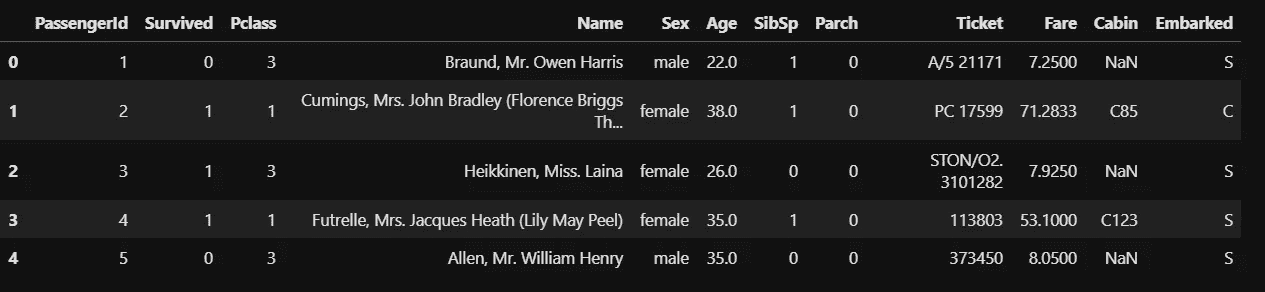 PassengerId Survived Pclass Name Sex Age SibSp Parch Ticket Fare Cabin Embarked
0 1 0 3 Braund, Mr. Owen Harris male 22.0 1 0 A/5 21171 7.2500 NaN S
1 2 1 1 Cumings, Mrs. John Bradley (Florence Briggs Th... female 38.0 1 0 PC 17599 71.2833 C85 C
2 3 1 3 Heikkinen, Miss. Laina female 26.0 0 0 STON/O2. 3101282 7.9250 NaN S
3 4 1 1 Futrelle, Mrs. Jacques Heath (Lily May Peel) female 35.0 1 0 113803 53.1000 C123 S
4 5 0 3 Allen, Mr. William Henry male 35.0 0 0 373450 8.0500 NaN S